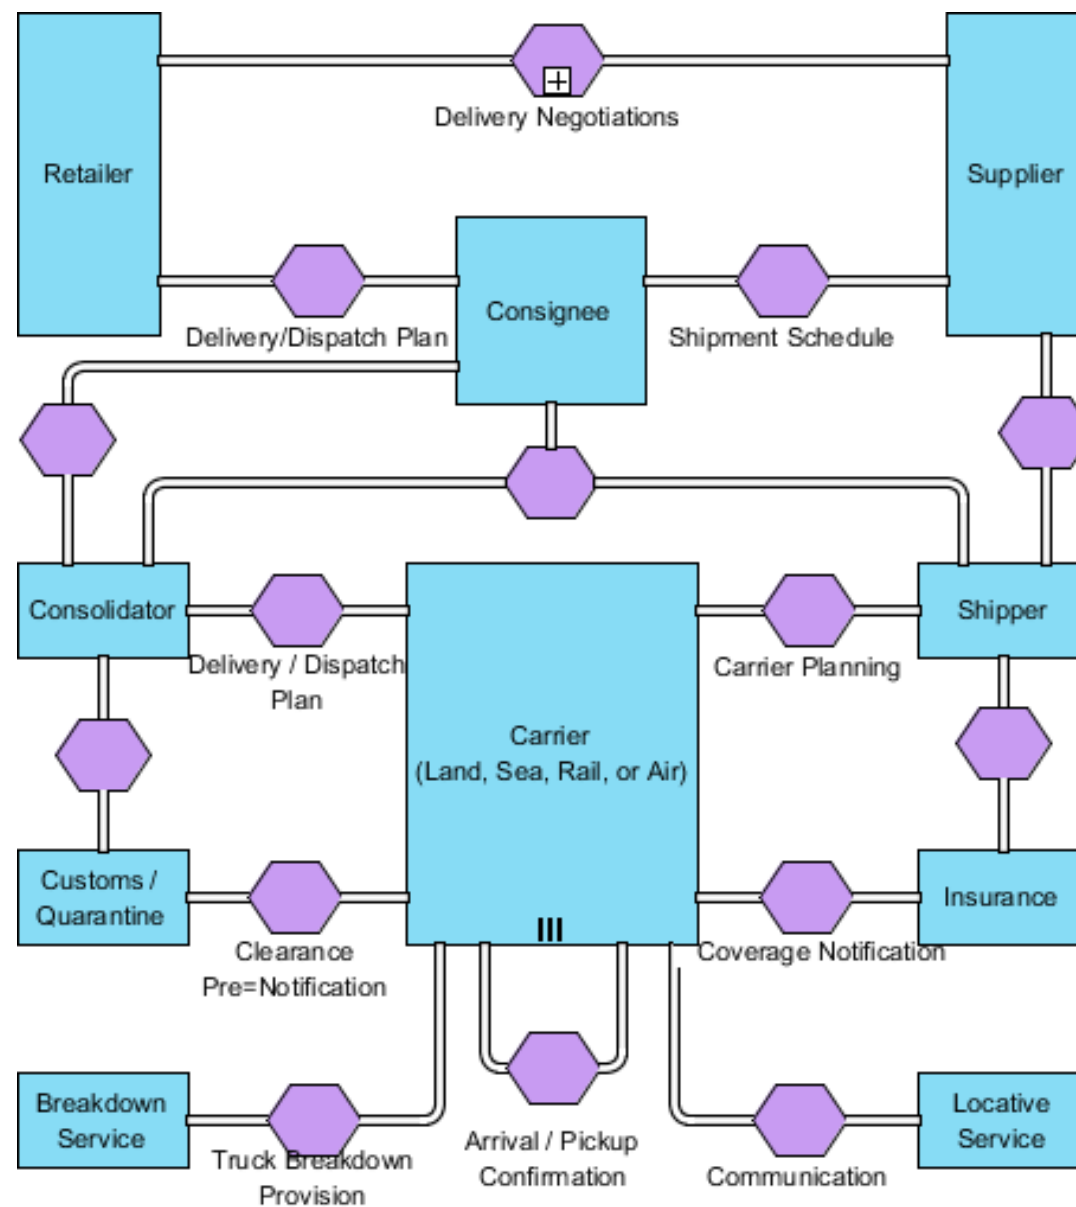 Delivery Negotiations
Retailer
Supplier
Consignee
Delivery/Dispatch Plan
Shipment Schedule
Consolidator
Shipper
Delivery / Dispatch
Plan
Carrier Planning
Carrier
(Land, Sea, Rail, or Air)
Customs /
Quarantine
Insurance
Clearance
Pre=Notification
Coverage Notification
Breakdown
Service
Locative
Service
Truck Breakdown
Provision
Arrival / Pickup
Confirmation
Communication